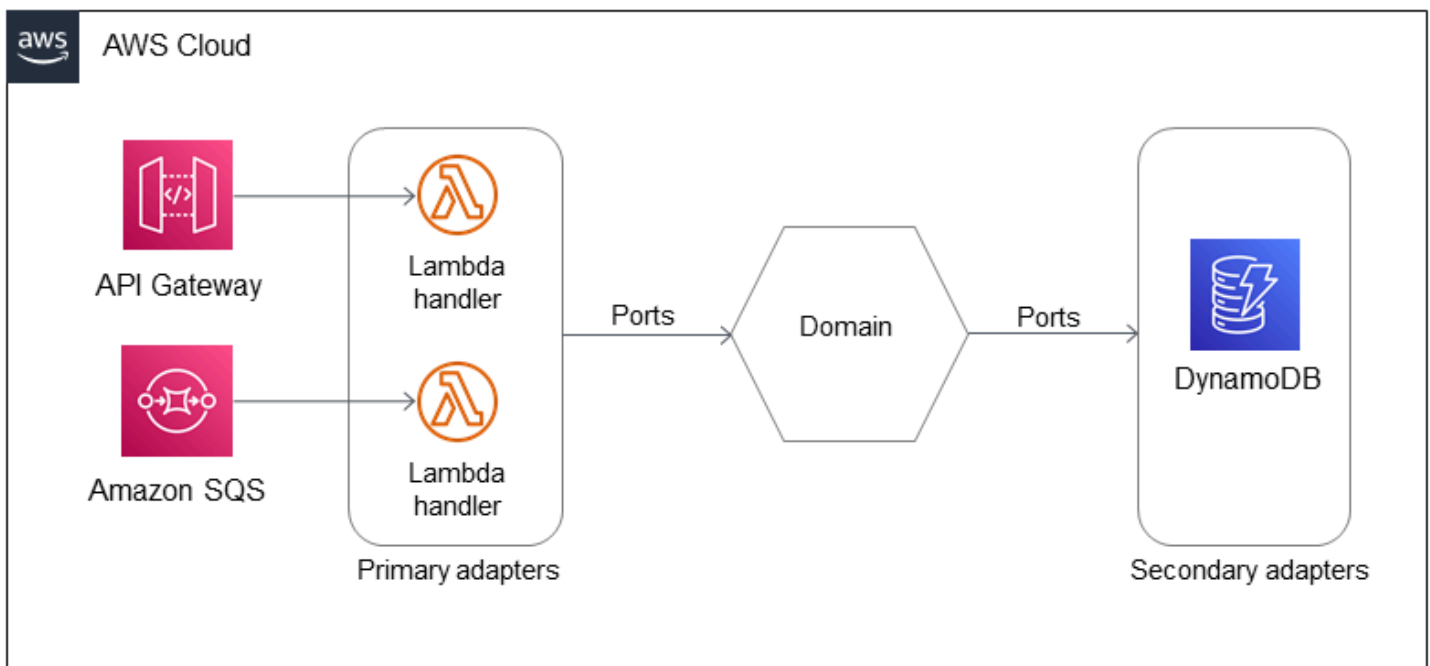 aws
AWS Cloud
API Gateway
Lambda
handler
Ports
Domain
Ports
DynamoDB
Amazon SQS
Lambda
handler
Primary adapters
Secondary adapters